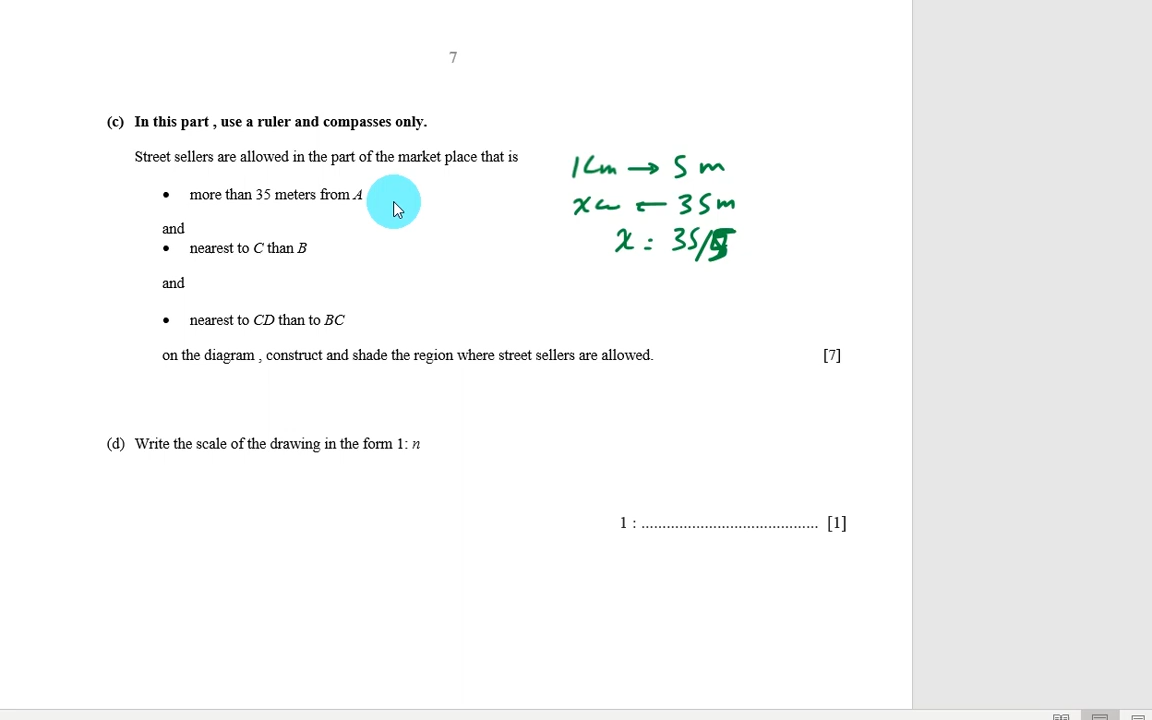 7
(c) In this part , use a ruler and compasses only.
Street sellers are allowed in the part of the market place that is
1cm → 5 m
• more than 35 meters from A
x cm ← 35m
and
x = 35/5
• nearest to C than B
and
• nearest to CD than to BC
on the diagram , construct and shade the region where street sellers are allowed. [7]
(d) Write the scale of the drawing in the form 1: n
1 : ............................................ [1]